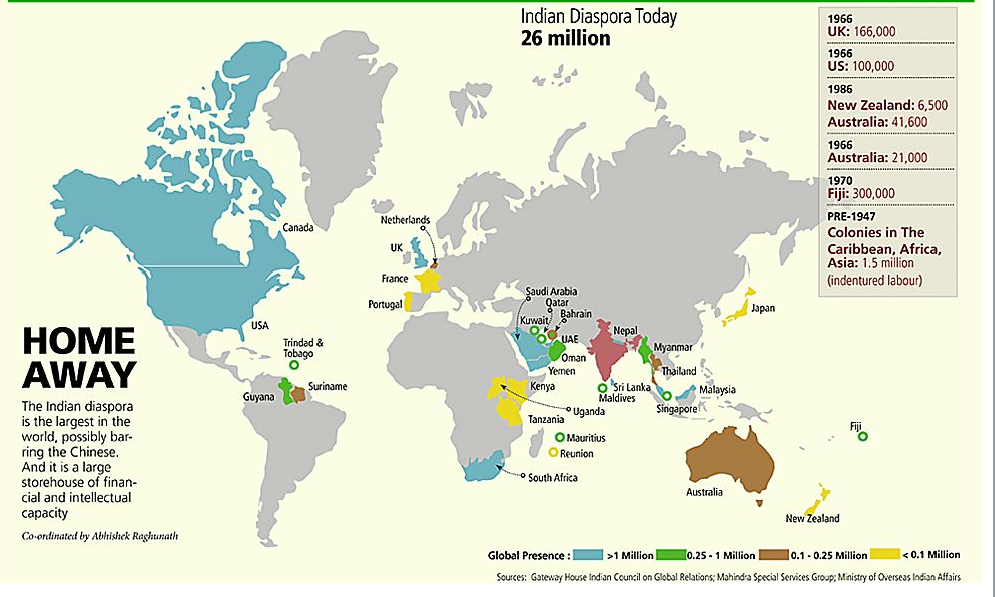 Indian Diaspora Today
26 million
1966
UK: 166,000
1966
US: 100,000
1986
New Zealand: 6,500
Australia: 41,600
1966
Australia: 21,000
1970
Fiji: 300,000
PRE-1947
Colonies in The
Caribbean, Africa,
Asia: 1.5 million
(indentured labour)
Canada
USA
Netherlands
UK
France
Portugal
Saudi Arabia
Qatar
Bahrain
Kuwait
UAE
Oman
Yemen
Nepal
Myanmar
Thailand
Sri Lanka
Maldives
Malaysia
Singapore
Japan
Trinidad &
Tobago
Suriname
Guyana
Kenya
Uganda
Tanzania
Mauritius
Reunion
South Africa
Fiji
Australia
New Zealand
HOME
AWAY
The Indian diaspora
is the largest in the
world, possibly bar-
ring the Chinese.
And it is a large
storehouse of finan-
cial and intellectual
capacity
Co-ordinated by Abhishek Raghunath
Global Presence : >1 Million 0.25 - 1 Million 0.1 - 0.25 Million < 0.1 Million
Sources: Gateway House Indian Council on Global Relations; Mahindra Special Services Group; Ministry of Overseas Indian Affairs